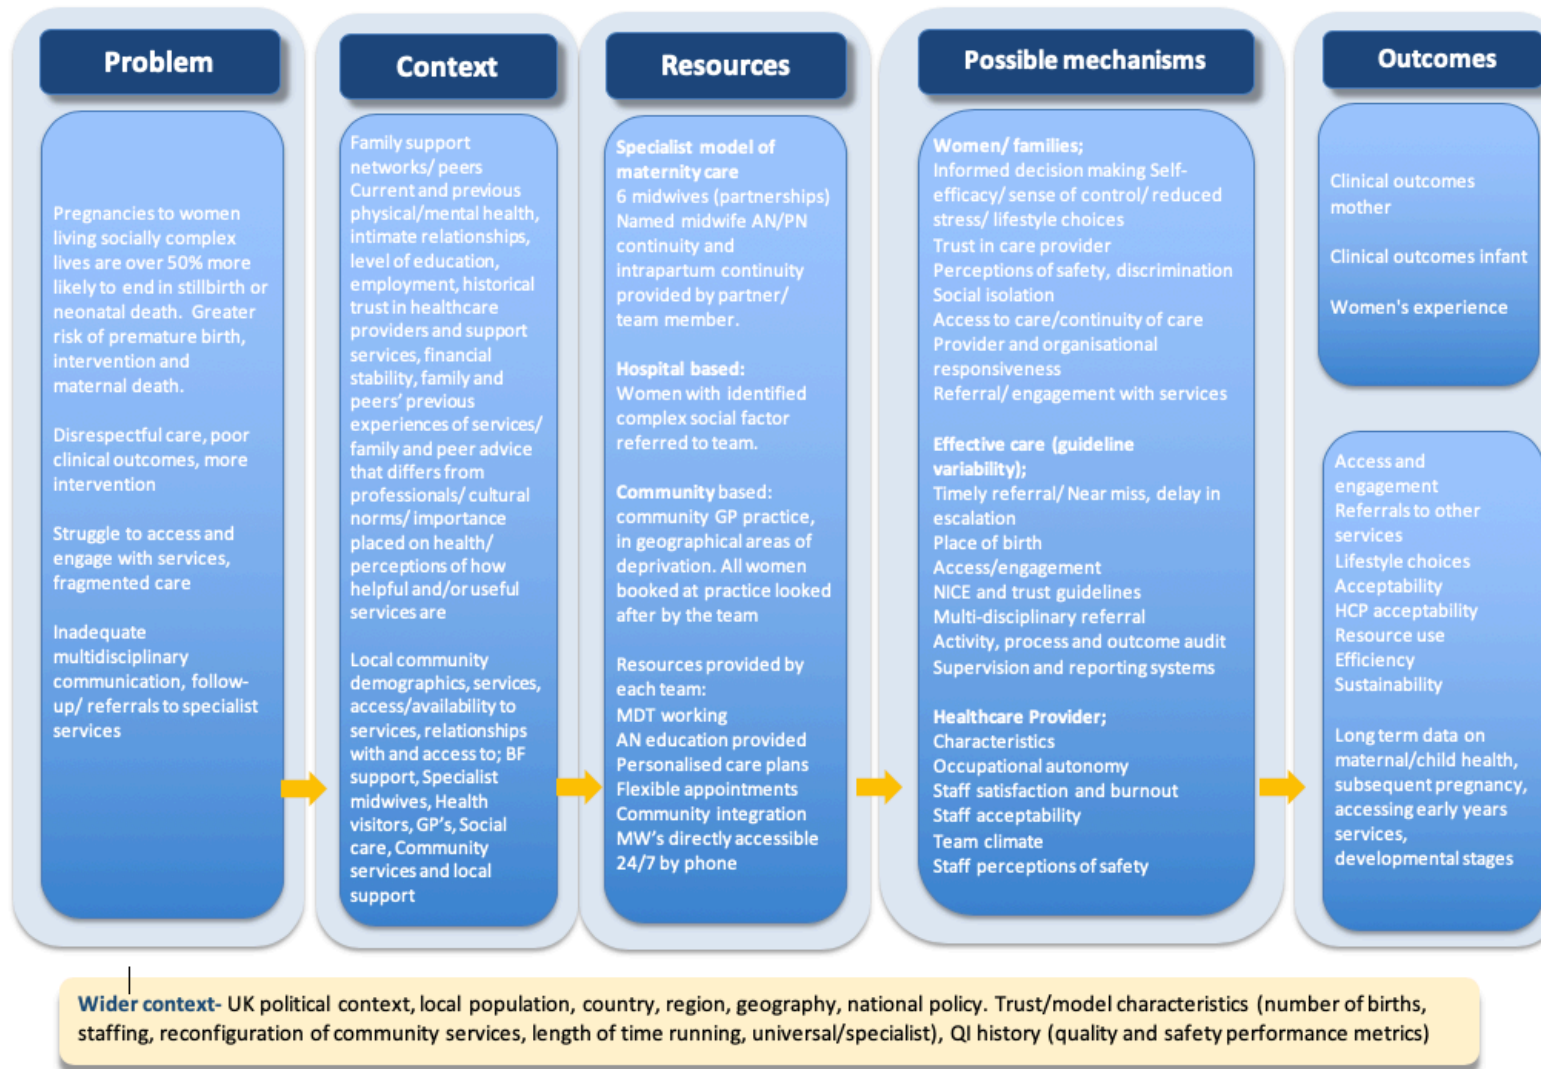 Problem
Pregnancies to women
living socially complex
lives are over 50% more
likely to end in stillbirth or
neonatal death.  Greater
risk of premature birth,
intervention and
maternal death.
Disrespectful care, poor
clinical outcomes, more
intervention
Struggle to access and
engage with services,
fragmented care
Inadequate
multidisciplinary
communication, follow-
up/ referrals to specialist
services
Context
Family support
networks/ peers
Current and previous
physical/mental health,
intimate relationships,
level of education,
employment, historical
trust in healthcare
providers and support
services, financial
stability, family and
peers’ previous
experiences of services/
family and peer advice
that differs from
professionals/ cultural
norms/ importance
placed on health/
perceptions of how
helpful and/or useful
services are
Local community
demographics, services,
access/availability to
services, relationships
with and access to; BF
support, Specialist
midwives, Health
visitors, GP’s, Social
care, Community
services and local
support
Resources
Specialist model of
maternity care
6 midwives (partnerships)
Named midwife AN/PN
continuity and
intrapartum continuity
provided by partner/
team member.
Hospital based:
Women with identified
complex social factor
referred to team.
Community based:
community GP practice,
in geographical areas of
deprivation. All women
booked at practice looked
after by the team
Resources provided by
each team:
MDT working
AN education provided
Personalised care plans
Flexible appointments
Community integration
MW’s directly accessible
24/7 by phone
Possible mechanisms
Women/ families;
Informed decision making Self-
efficacy/ sense of control/ reduced
stress/ lifestyle choices
Trust in care provider
Perceptions of safety, discrimination
Social isolation
Access to care/continuity of care
Provider and organisational
responsiveness
Referral/ engagement with services
Effective care (guideline
variability);
Timely referral/ Near miss, delay in
escalation
Place of birth
Access/engagement
NICE and trust guidelines
Multi-disciplinary referral
Activity, process and outcome audit
Supervision and reporting systems
Healthcare Provider;
Characteristics
Occupational autonomy
Staff satisfaction and burnout
Staff acceptability
Team climate
Staff perceptions of safety
Outcomes
Clinical outcomes
mother
Clinical outcomes infant
Women's experience
Access and
engagement
Referrals to other
services
Lifestyle choices
Acceptability
HCP acceptability
Resource use
Efficiency
Sustainability
Long term data on
maternal/child health,
subsequent pregnancy,
accessing early years
services,
developmental stages
Wider context- UK political context, local population, country, region, geography, national policy. Trust/model characteristics (number of births,
staffing, reconfiguration of community services, length of time running, universal/specialist), QI history (quality and safety performance metrics)